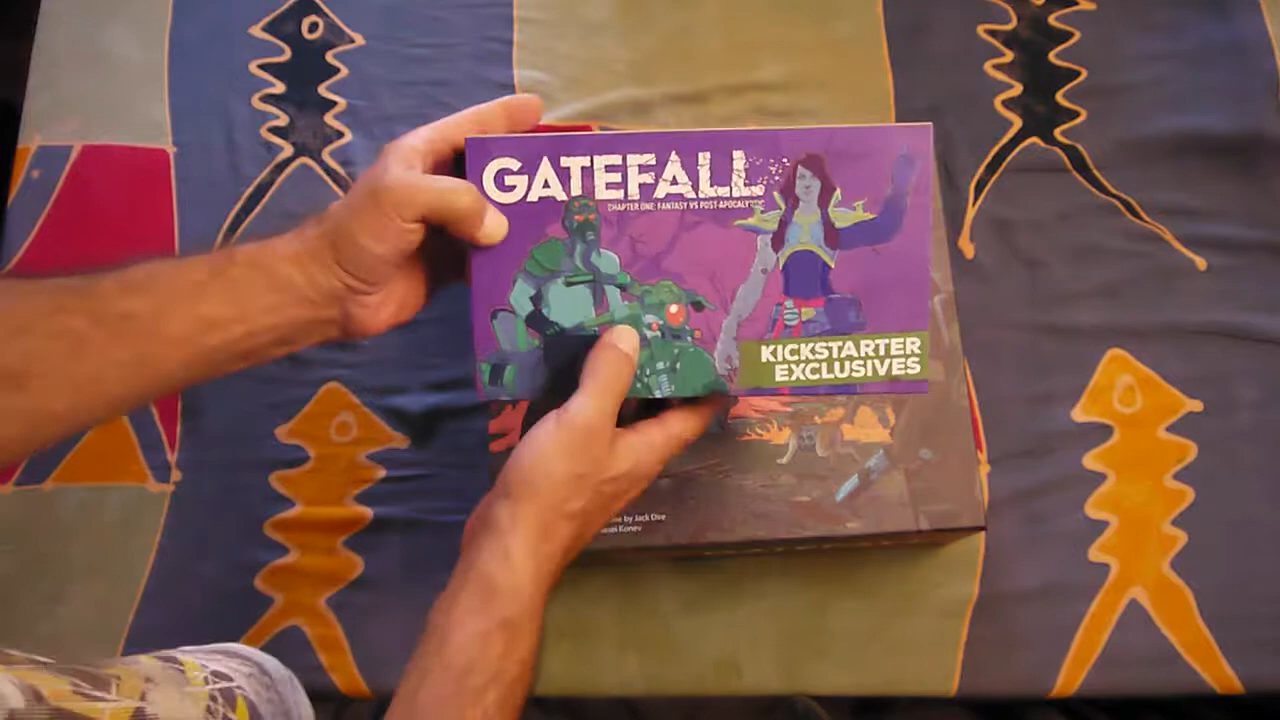 GATEFALL
CHAPTER ONE: FANTASY VS POST-APOCALYPTIC
KICKSTARTER
EXCLUSIVES
by Jack Dire
Konev